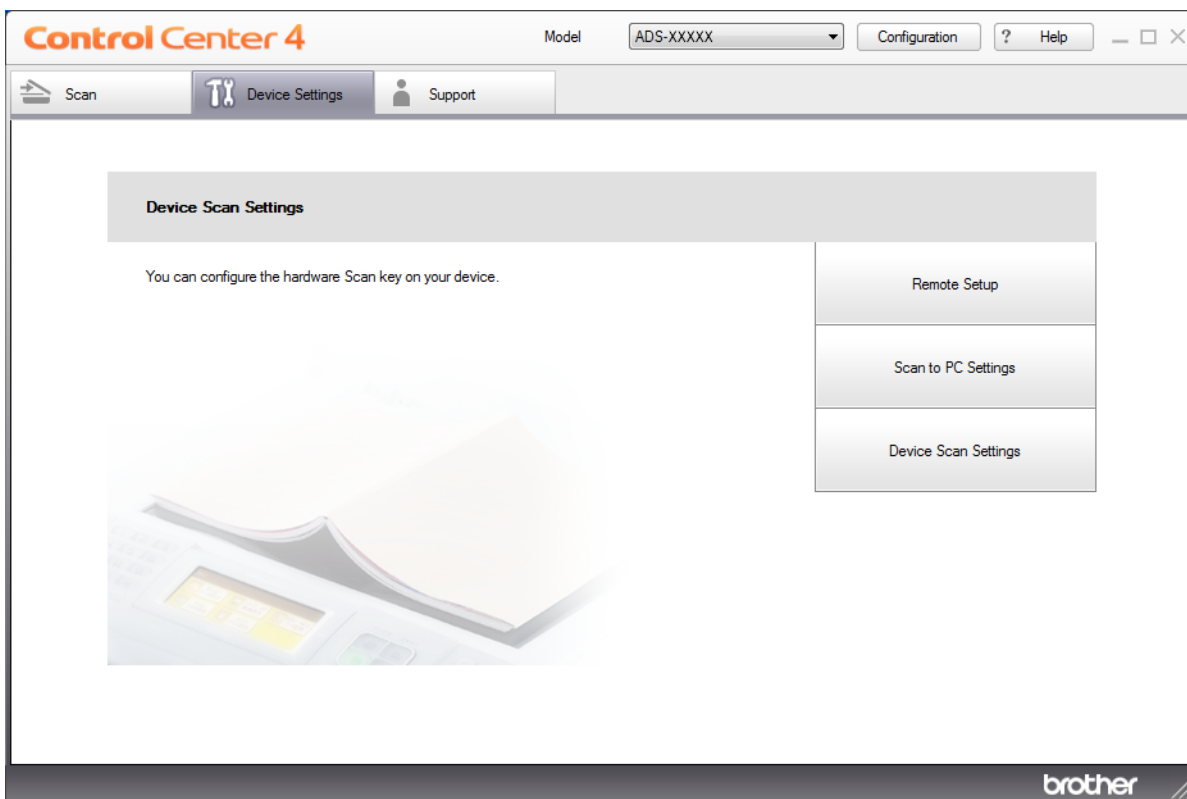 Control Center 4
Model ADS-XXXXX Configuration ? Help
Scan Device Settings Support
Device Scan Settings
You can configure the hardware Scan key on your device.
Remote Setup
Scan to PC Settings
Device Scan Settings
brother